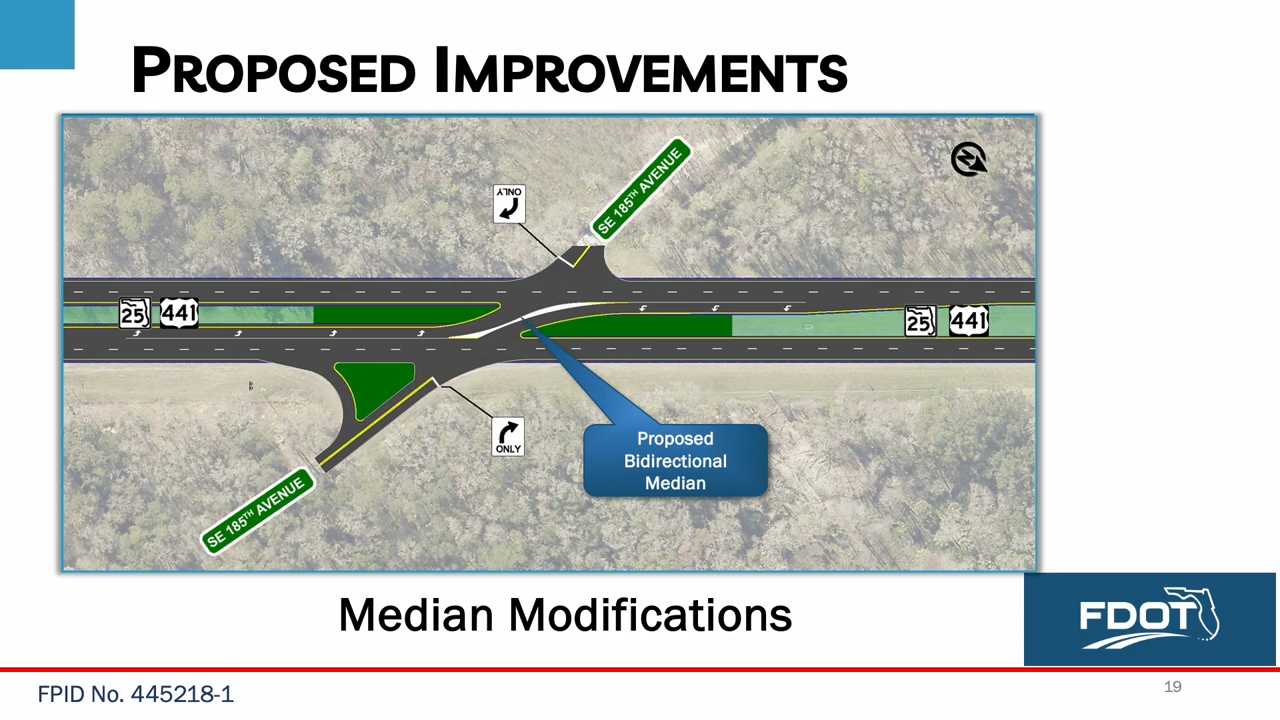 PROPOSED IMPROVEMENTS
SE 185TH AVENUE
ONLY
N
25
441
25
441
ONLY
Proposed
Bidirectional
Median
SE 185TH AVENUE
Median Modifications
FDOT
FPID No. 445218-1
19